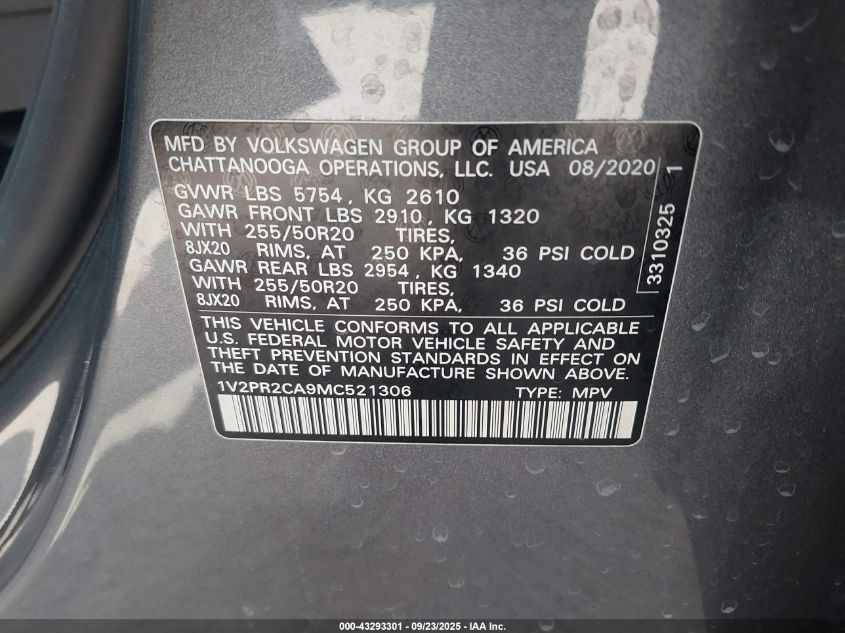 MFD BY VOLKSWAGEN GROUP OF AMERICA
CHATTANOOGA OPERATIONS, LLC. USA 08/2020
GVWR LBS 5754, KG 2610
GAWR FRONT LBS 2910, KG 1320
WITH 255/50R20 TIRES,
8JX20 RIMS, AT 250 KPA, 36 PSI COLD
GAWR REAR LBS 2954, KG 1340
WITH 255/50R20 TIRES,
8JX20 RIMS, AT 250 KPA, 36 PSI COLD
THIS VEHICLE CONFORMS TO ALL APPLICABLE
U.S. FEDERAL MOTOR VEHICLE SAFETY AND
THEFT PREVENTION STANDARDS IN EFFECT ON
THE DATE OF MANUFACTURE SHOWN ABOVE.
1V2PR2CA9MC521306 TYPE: MPV
3310325 1
000-43293301 - 09/23/2025 - IAA Inc.